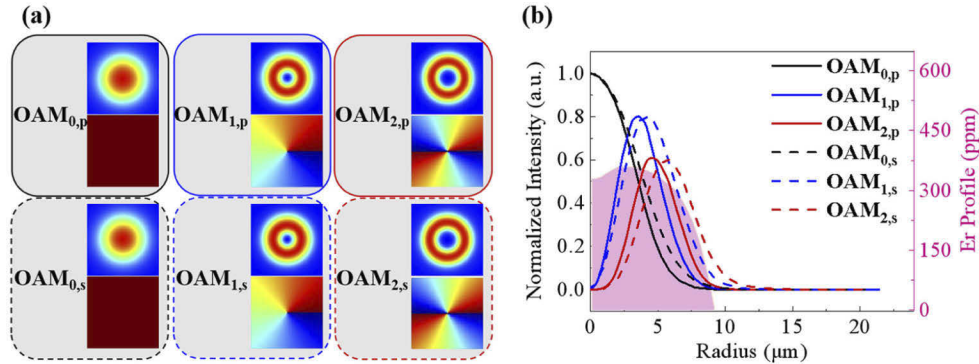 (a)
OAM0,p
OAM1,p
OAM2,p
OAM0,s
OAM1,s
OAM2,s
(b)
Normalized Intensity (a.u.)
1.0
0.8
0.6
0.4
0.2
0.0
0
5
10
15
20
Radius (μm)
600
450
300
150
0
Er Profile (ppm)
OAM0,p
OAM1,p
OAM2,p
OAM0,s
OAM1,s
OAM2,s